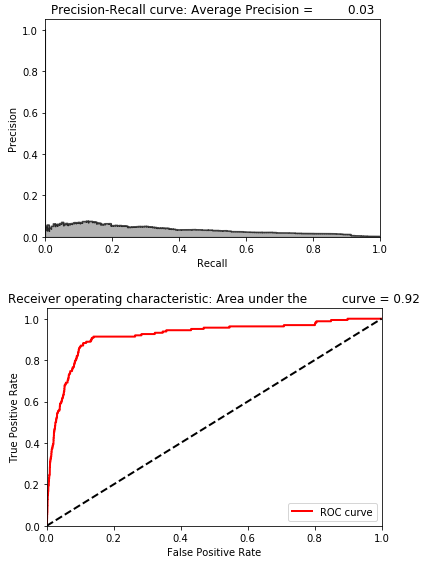 Precision-Recall curve: Average Precision = 0.03
1.0
0.8
0.6
0.4
0.2
0.0
Precision
0.0 0.2 0.4 0.6 0.8 1.0
Recall
Receiver operating characteristic: Area under the curve = 0.92
1.0
0.8
0.6
0.4
0.2
0.0
True Positive Rate
ROC curve
0.0 0.2 0.4 0.6 0.8 1.0
False Positive Rate